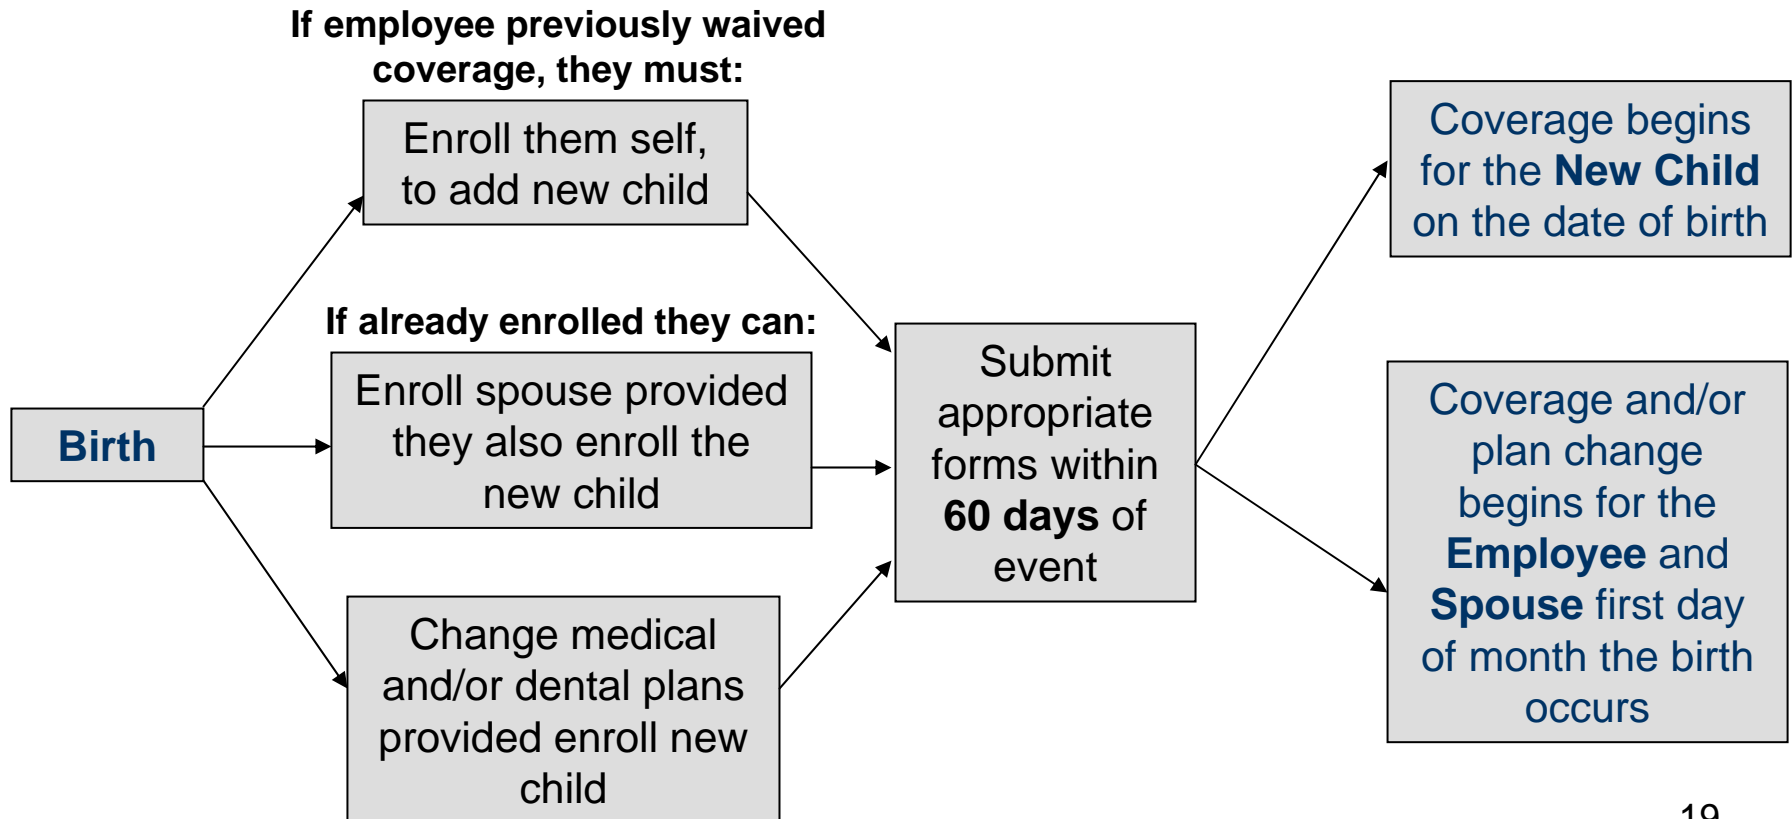 If employee previously waived
coverage, they must:
Enroll them self,
to add new child
If already enrolled they can:
Enroll spouse provided
they also enroll the
new child
Birth
Change medical
and/or dental plans
provided enroll new
child
Submit
appropriate
forms within
60 days of
event
Coverage begins
for the New Child
on the date of birth
Coverage and/or
plan change
begins for the
Employee and
Spouse first day
of month the birth
occurs
19